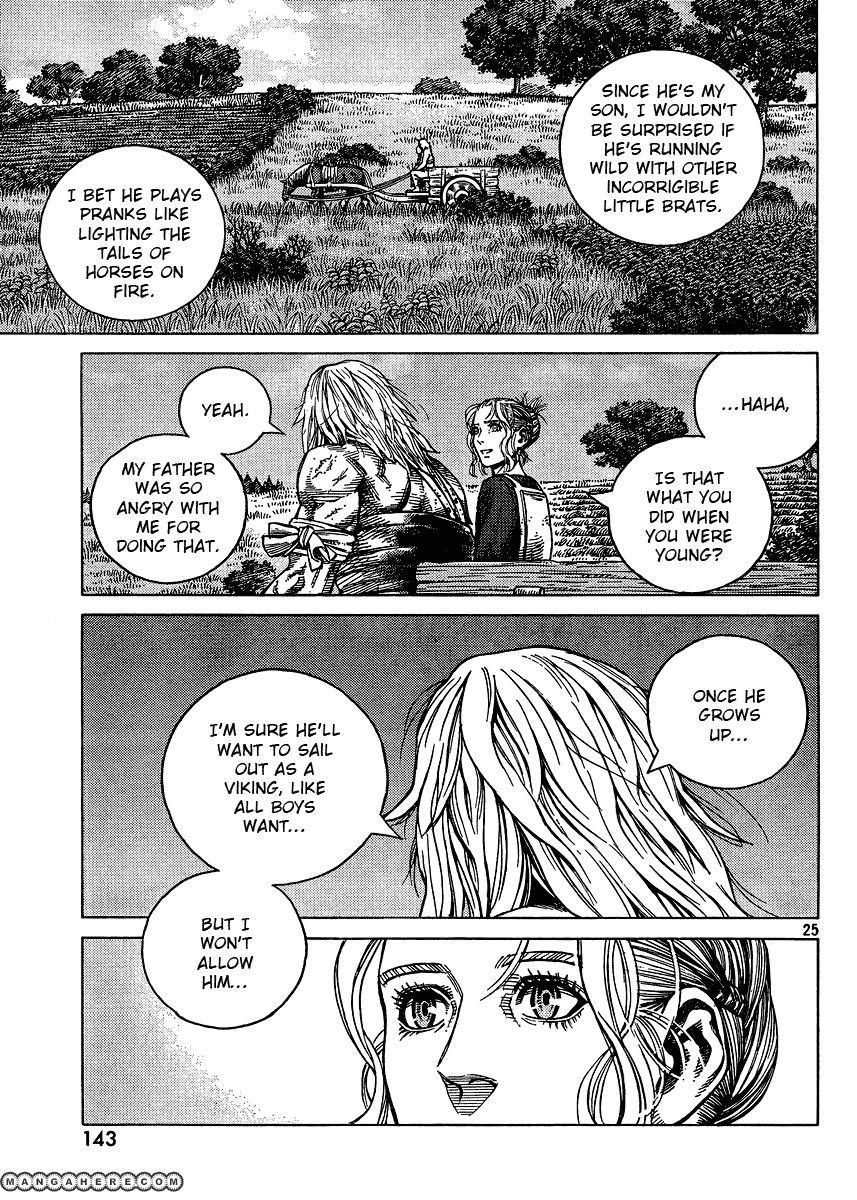 SINCE HE'S MY
SON, I WOULDN'T
BE SURPRISED IF
HE'S RUNNING
WILD WITH OTHER
INCORRIGIBLE
LITTLE BRATS.
I BET HE PLAYS
PRANKS LIKE
LIGHTING THE
TAILS OF
HORSES ON
FIRE.
...HAHA,
IS THAT
WHAT YOU
DID WHEN
YOU WERE
YOUNG?
YEAH.
MY FATHER
WAS SO
ANGRY WITH
ME FOR
DOING THAT.
ONCE HE
GROWS
UP...
I'M SURE HE'LL
WANT TO SAIL
OUT AS A
VIKING, LIKE
ALL BOYS
WANT...
BUT I
WON'T
ALLOW
HIM...
25
143
MANGAHERE.COM